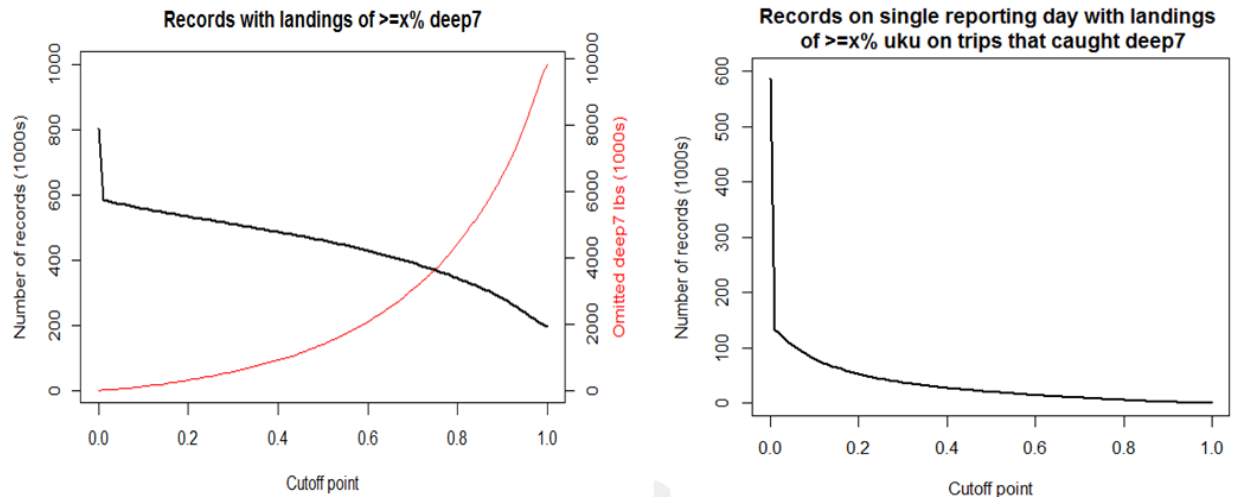 Records with landings of >=x% deep7
Number of records (1000s)
1000
800
600
400
200
0
10000
8000
6000
4000
2000
0
Omitted deep7 lbs (1000s)
0.0 0.2 0.4 0.6 0.8 1.0
Cutoff point
Records on single reporting day with landings
of >=x% uku on trips that caught deep7
Number of records (1000s)
600
500
400
300
200
100
0
0.0 0.2 0.4 0.6 0.8 1.0
Cutoff point